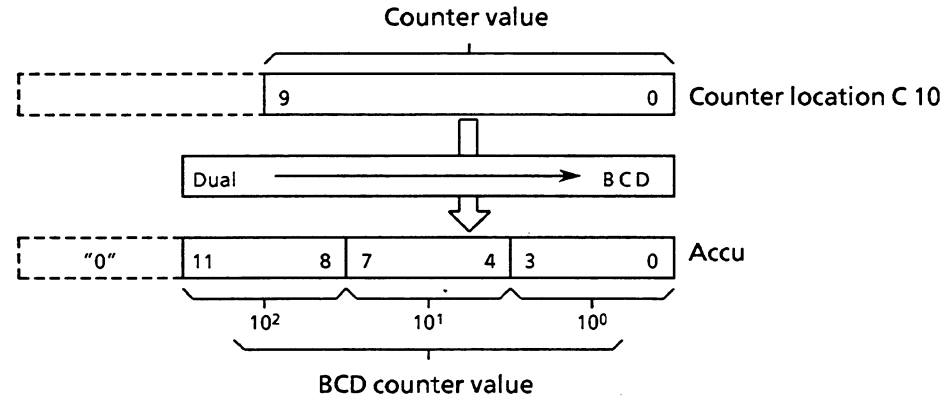 Counter value
9 0 Counter location C 10
Dual BCD
"0" 11 8 7 4 3 0 Accu
10² 10¹ 10⁰
BCD counter value